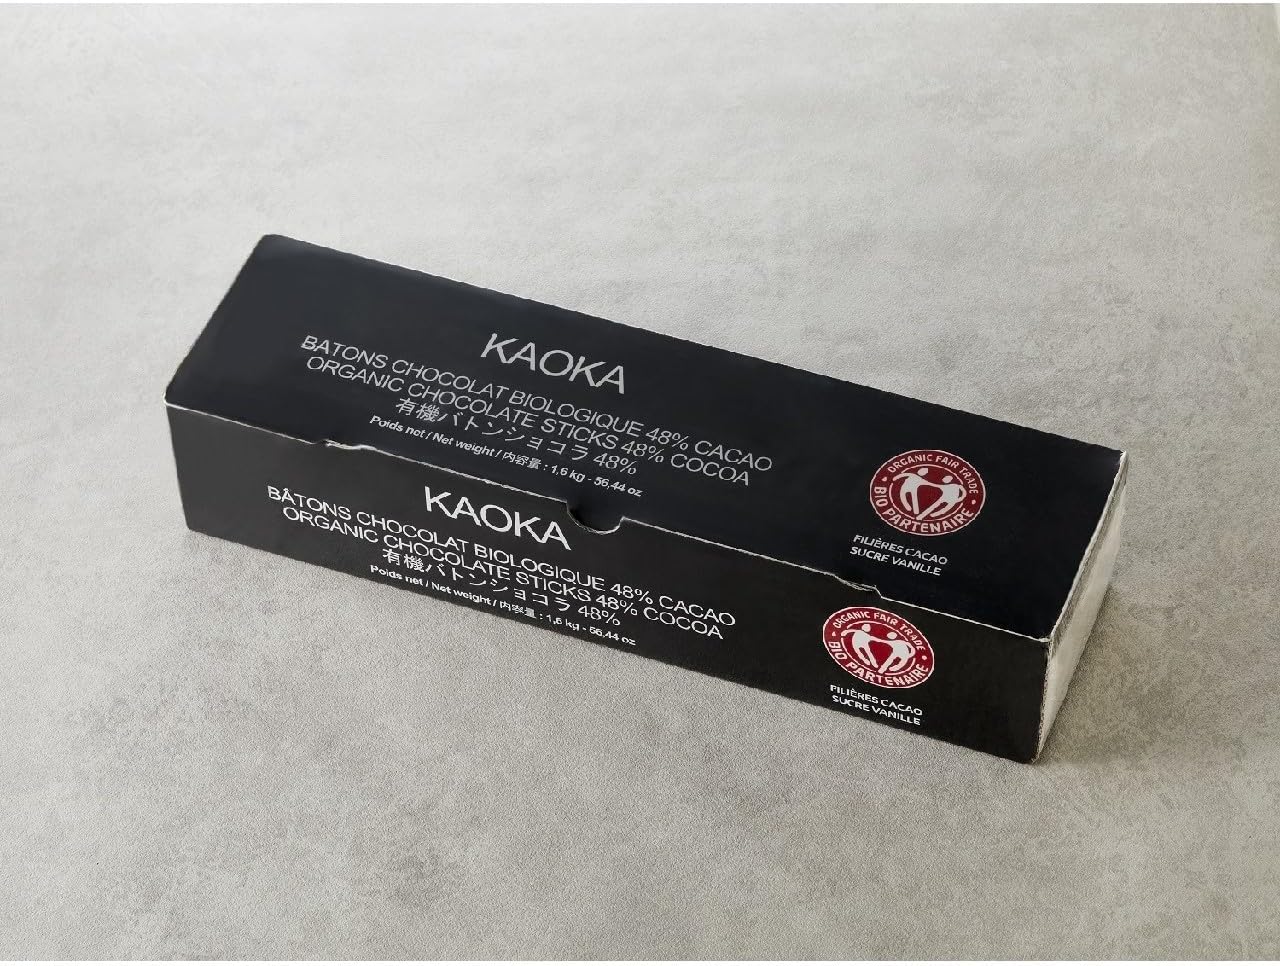 KAOKA
BATONS CHOCOLAT BIOLOGIQUE 48% CACAO
ORGANIC CHOCOLATE STICKS 48% COCOA
有機バトンショコラ 48%
Poids net / Net weight / 内容量 : 1,6 kg - 56,44 oz
ORGANIC FAIR TRADE
BIO PARTENAIRE
FILIÈRES CACAO
SUCRE VANILLE
KAOKA
BÂTONS CHOCOLAT BIOLOGIQUE 48% CACAO
ORGANIC CHOCOLATE STICKS 48% COCOA
有機バトンショコラ 48%
Poids net / Net weight / 内容量 : 1,6 kg - 56,44 oz
ORGANIC FAIR TRADE
BIO PARTENAIRE
FILIÈRES CACAO
SUCRE VANILLE